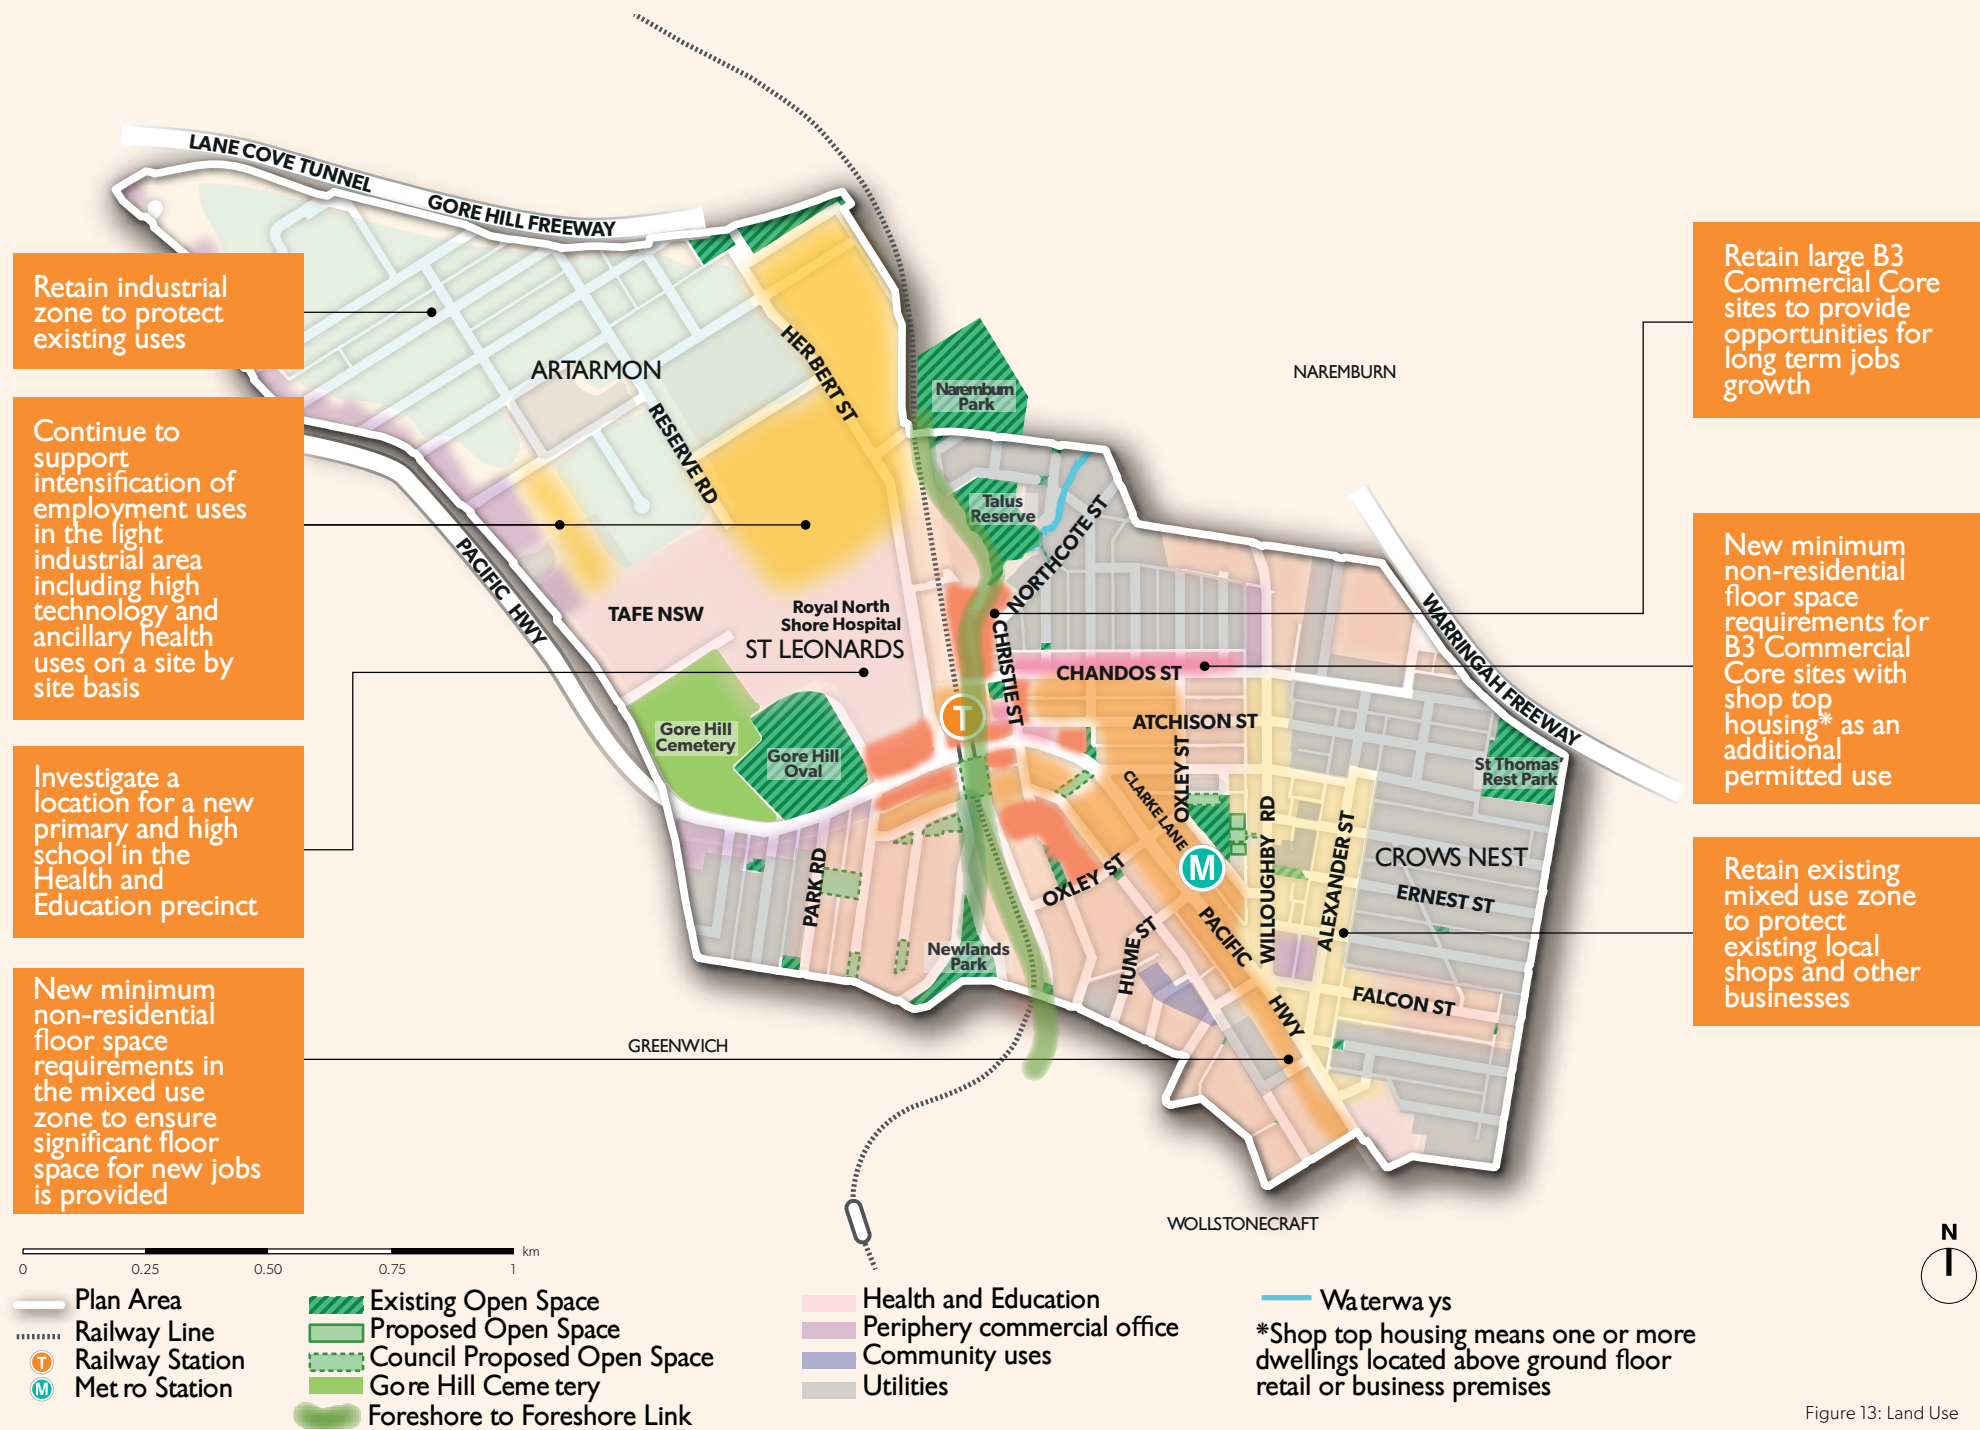 LANE COVE TUNNEL
GORE HILL FREEWAY
Retain industrial
zone to protect
existing uses
Continue to
support
intensification of
employment uses
in the light
industrial area
including high
technology and
ancillary health
uses on a site by
site basis
Investigate a
location for a new
primary and high
school in the
Health and
Education precinct
New minimum
non-residential
floor space
requirements in
the mixed use
zone to ensure
significant floor
space for new jobs
is provided
Retain large B3
Commercial Core
sites to provide
opportunities for
long term jobs
growth
New minimum
non-residential
floor space
requirements for
B3 Commercial
Core sites with
shop top
housing* as an
additional
permitted use
Retain existing
mixed use zone
to protect
existing local
shops and other
businesses
ARTARMON
HERBERT ST
RESERVE RD
NAREMBURN
Naremburn
Park
Talus
Reserve
NORTHCOTE ST
PACIFIC HWY
TAFE NSW
Royal North
Shore Hospital
ST LEONARDS
CHRISTIE ST
CHANDOS ST
WARRINGAH FREEWAY
Gore Hill
Cemetery
Gore Hill
Oval
T
ATCHISON ST
OXLEY ST
CLARKE LANE
St Thomas
Rest Park
WILLOUGHBY RD
ALEXANDER ST
CROWS NEST
M
PARK RD
OXLEY ST
ERNEST ST
HUME ST
PACIFIC
HWY
Newlands
Park
FALCON ST
GREENWICH
WOLLSTONECRAFT
N
km
0 0.25 0.50 0.75 1
Plan Area
Railway Line
T Railway Station
M Met ro Station
Existing Open Space
Proposed Open Space
Council Proposed Open Space
Gore Hill Ceme tery
Foreshore to Foreshore Link
Health and Education
Periphery commercial office
Community uses
Utilities
Waterwa ys
*Shop top housing means one or more
dwellings located above ground floor
retail or business premises
Figure 13: Land Use